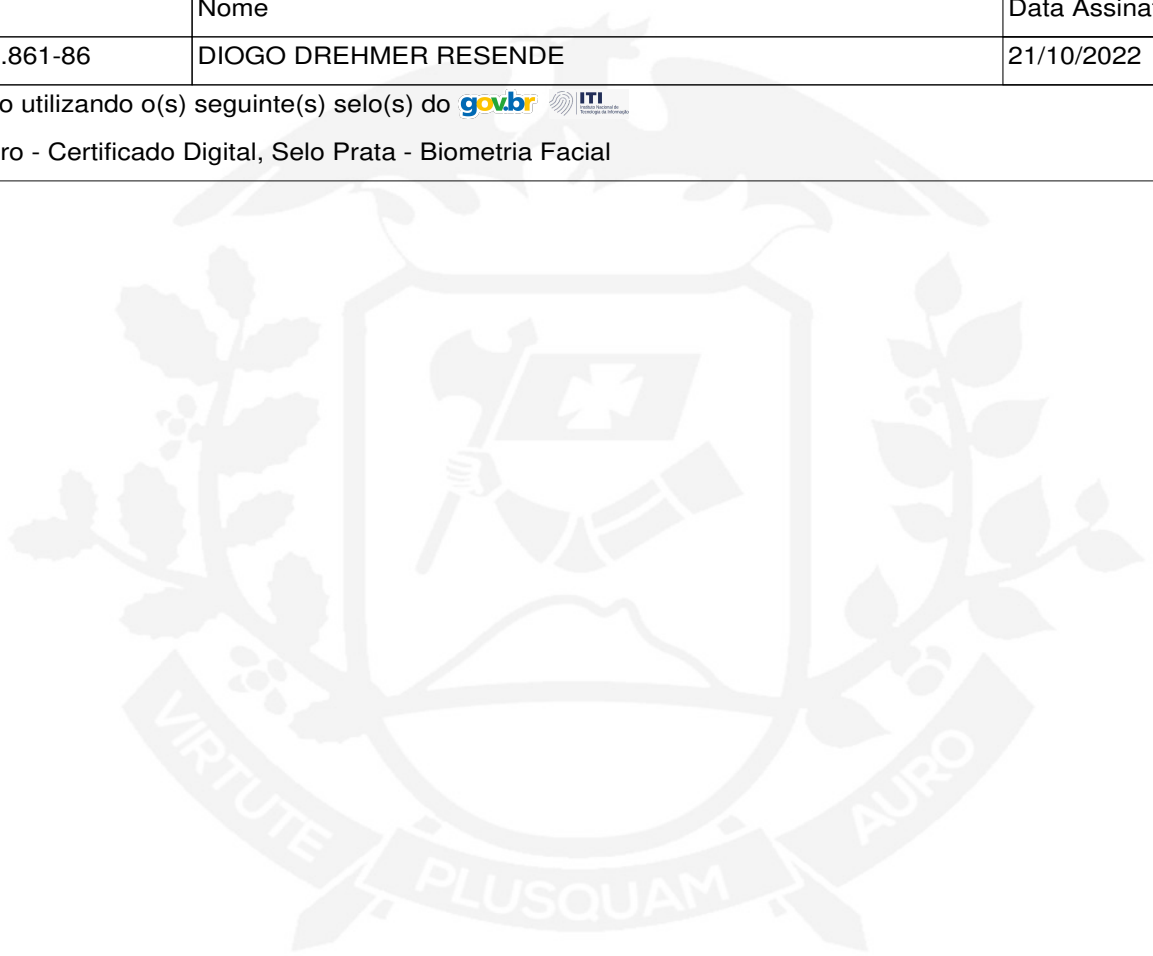 Nome Data Assinat
.861-86 DIOGO DREHMER RESENDE 21/10/2022
o utilizando o(s) seguinte(s) selo(s) do gov.br ITI
ro - Certificado Digital, Selo Prata - Biometria Facial
VIRTUTE PLUSQUAM AURO